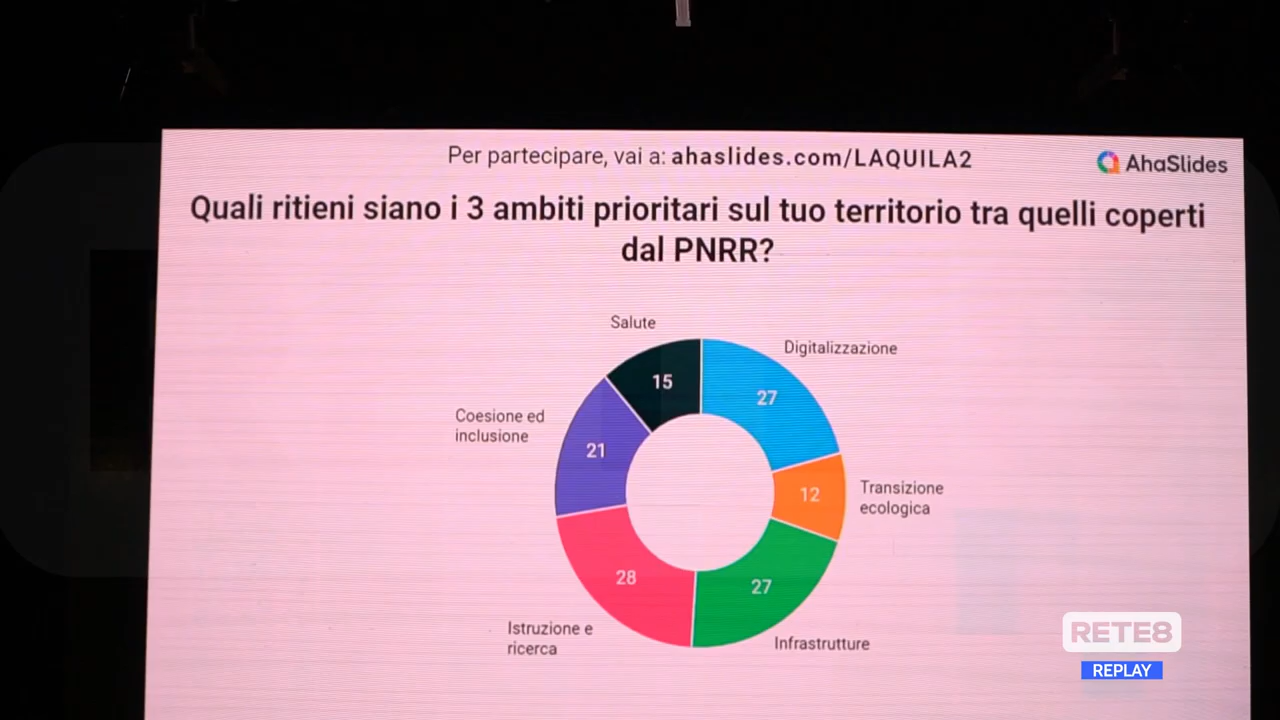 Per partecipare, vai a: ahaslides.com/LAQUILA2
AhaSlides
Quali ritieni siano i 3 ambiti prioritari sul tuo territorio tra quelli coperti
dal PNRR?
Salute
Digitalizzazione
15
27
Coesione ed
inclusione
21
12
Transizione
ecologica
28
27
Istruzione e
ricerca
Infrastrutture
RETE8
REPLAY